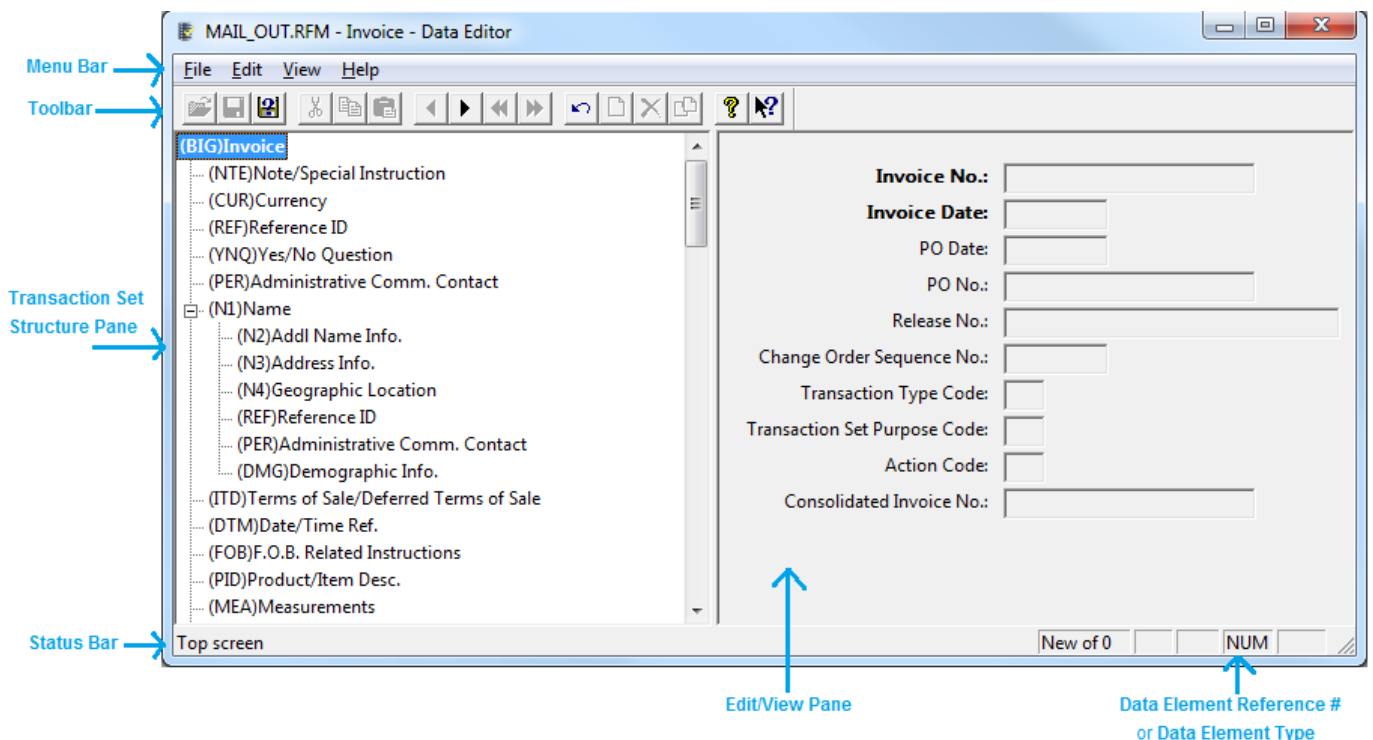 MAIL_OUT.RFM - Invoice - Data Editor
Menu Bar
File Edit View Help
Toolbar
(BIG)Invoice
(NTE)Note/Special Instruction
(CUR)Currency
(REF)Reference ID
(YNQ)Yes/No Question
(PER)Administrative Comm. Contact
(N1)Name
(N2)Addl Name Info.
(N3)Address Info.
(N4)Geographic Location
(REF)Reference ID
(PER)Administrative Comm. Contact
(DMG)Demographic Info.
(ITD)Terms of Sale/Deferred Terms of Sale
(DTM)Date/Time Ref.
(FOB)F.O.B. Related Instructions
(PID)Product/Item Desc.
(MEA)Measurements
Transaction Set
Structure Pane
Invoice No.:
Invoice Date:
PO Date:
PO No.:
Release No.:
Change Order Sequence No.:
Transaction Type Code:
Transaction Set Purpose Code:
Action Code:
Consolidated Invoice No.:
Status Bar
Top screen
New of 0
NUM
Edit/View Pane
Data Element Reference #
or Data Element Type